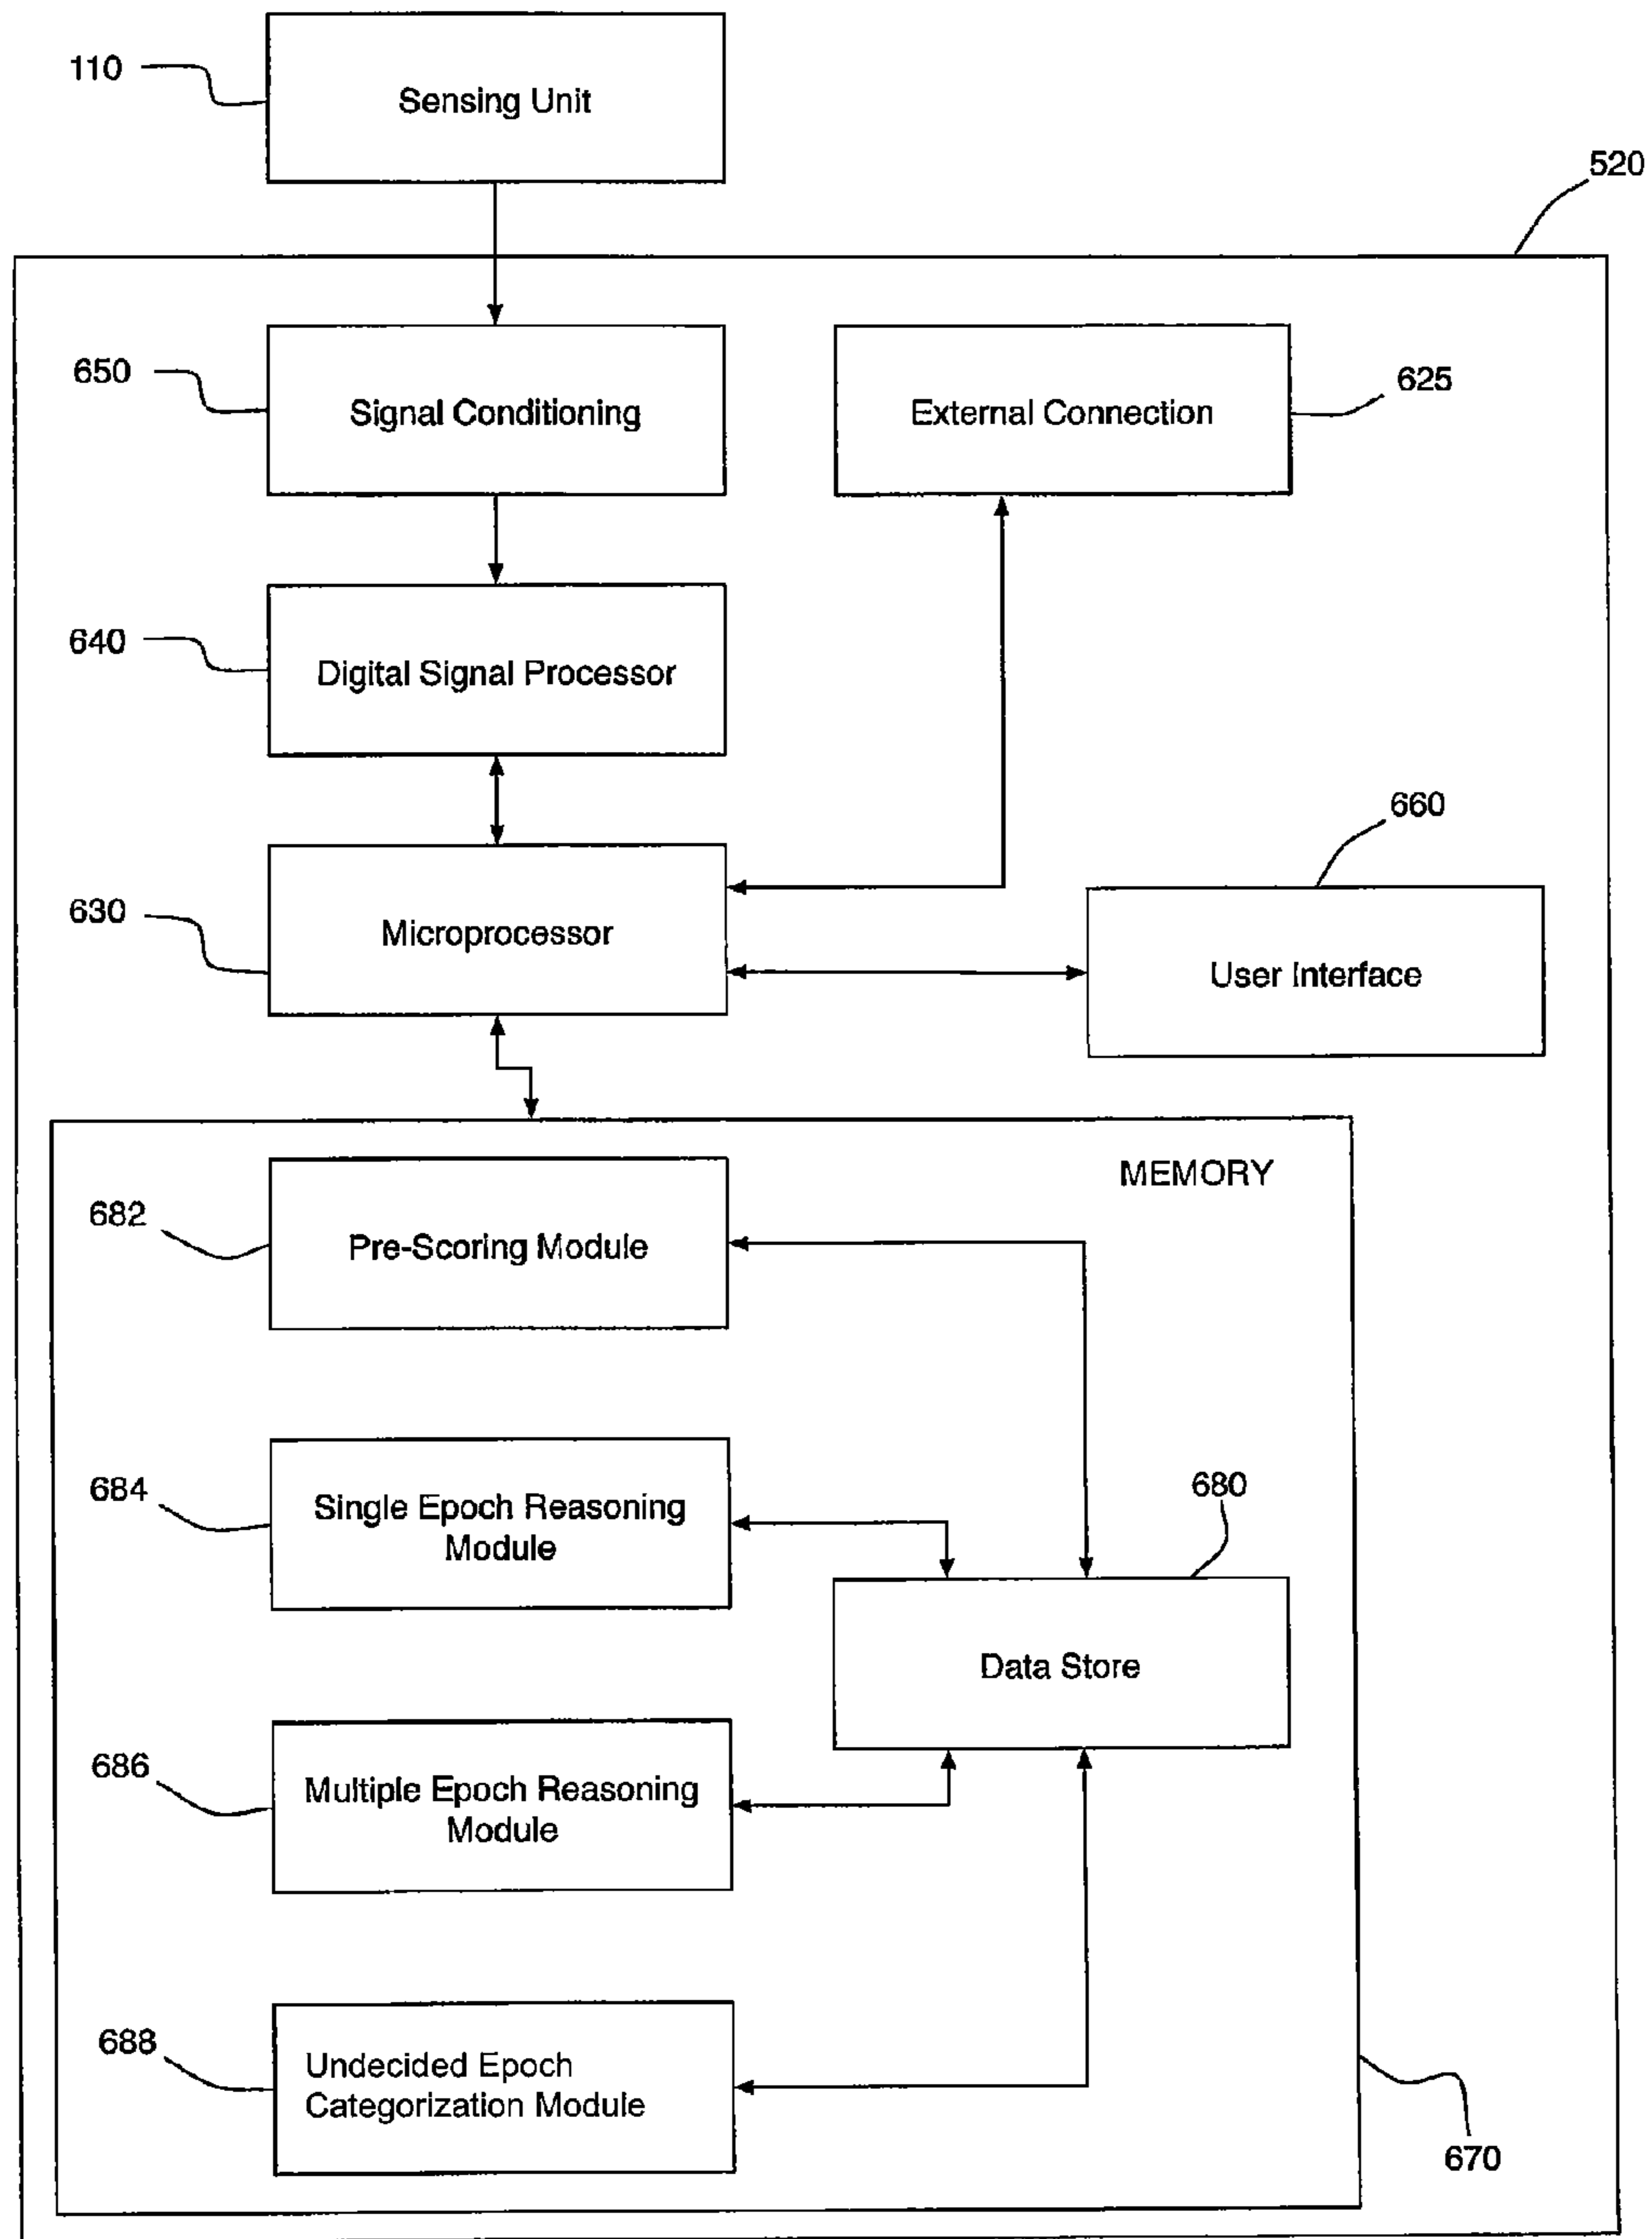 110
Sensing Unit
520
650
Signal Conditioning
External Connection
625
640
Digital Signal Processor
660
630
Microprocessor
User Interface
MEMORY
682
Pre-Scoring Module
684
Single Epoch Reasoning
Module
680
Data Store
686
Multiple Epoch Reasoning
Module
688
Undecided Epoch
Categorization Module
670